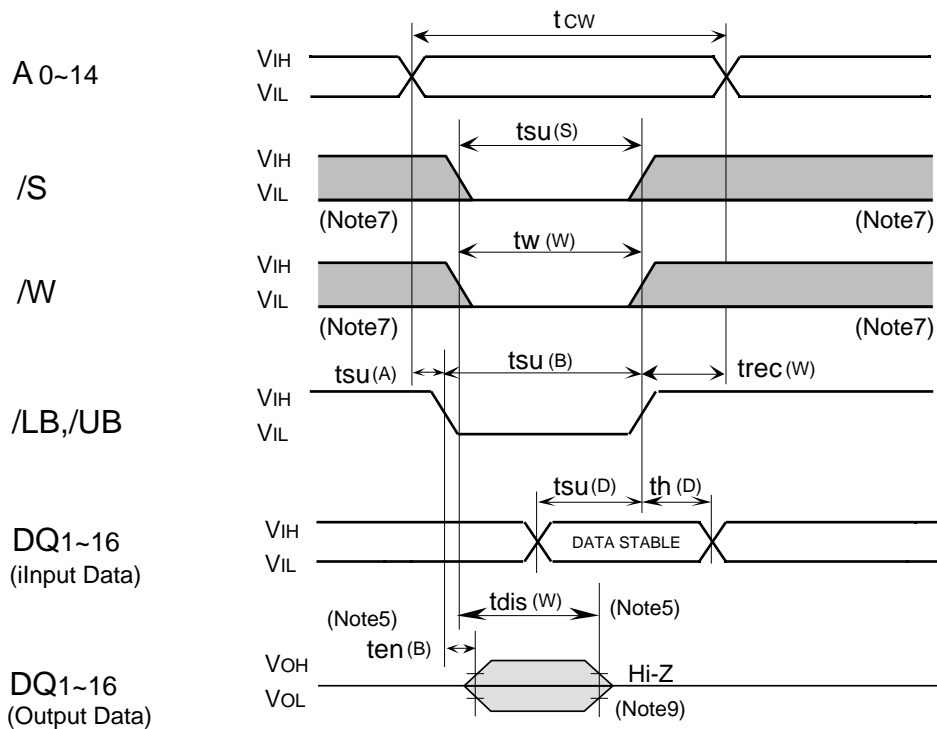 tCW
A 0~14
VIH
VIL
tsu (S)
/S
VIH
VIL
(Note7)
(Note7)
tw (W)
/W
VIH
VIL
(Note7)
(Note7)
tsu (A)
tsu (B)
trec (W)
/LB,/UB
VIH
VIL
tsu (D)
th (D)
DQ1~16
(iInput Data)
VIH
VIL
DATA STABLE
tdis (W)
(Note5)
(Note5)
ten (B)
DQ1~16
(Output Data)
VOH
VOL
Hi-Z
(Note9)